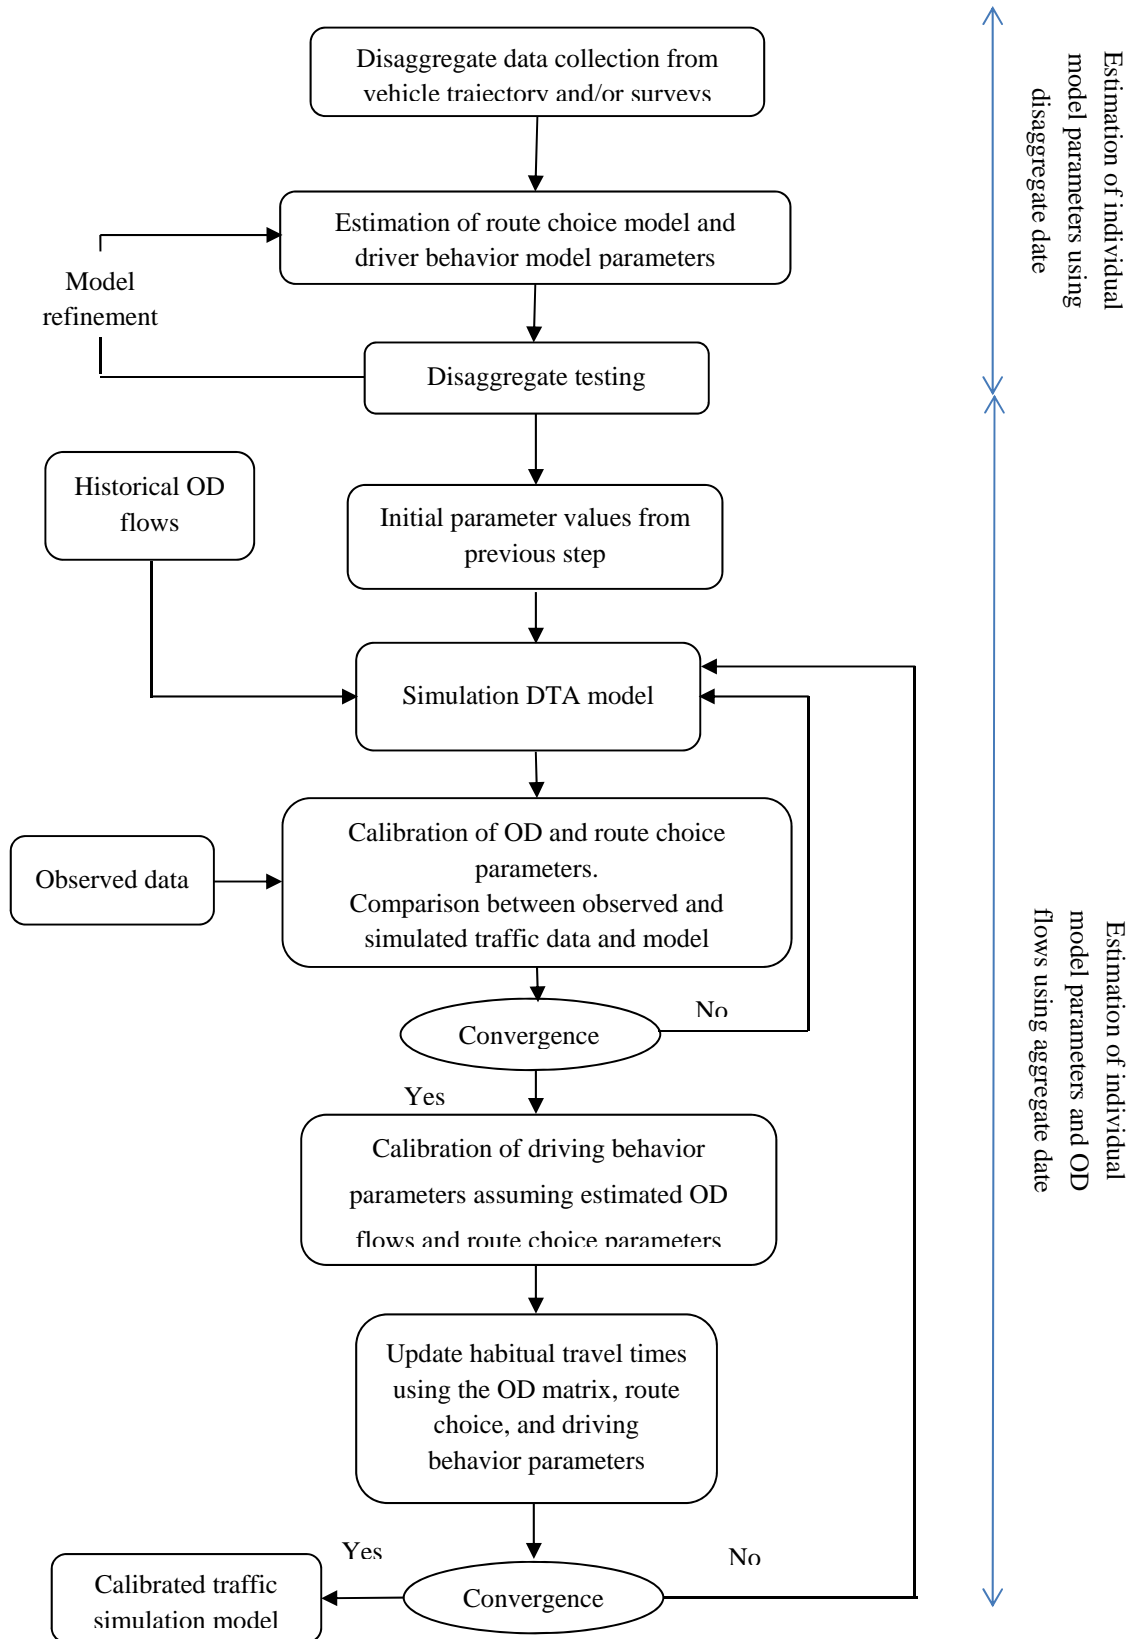 Disaggregate data collection from
vehicle trajectory and/or surveys
Estimation of route choice model and
driver behavior model parameters
Model
refinement
Disaggregate testing
Historical OD
flows
Initial parameter values from
previous step
Simulation DTA model
Calibration of OD and route choice
parameters.
Comparison between observed and
simulated traffic data and model
Observed data
Convergence
No
Yes
Calibration of driving behavior
parameters assuming estimated OD
flows and route choice parameters
Update habitual travel times
using the OD matrix, route
choice, and driving
behavior parameters
Convergence
Yes
No
Calibrated traffic
simulation model
Estimation of individual
model parameters using
disaggregate date
Estimation of individual
model parameters and OD
flows using aggregate date